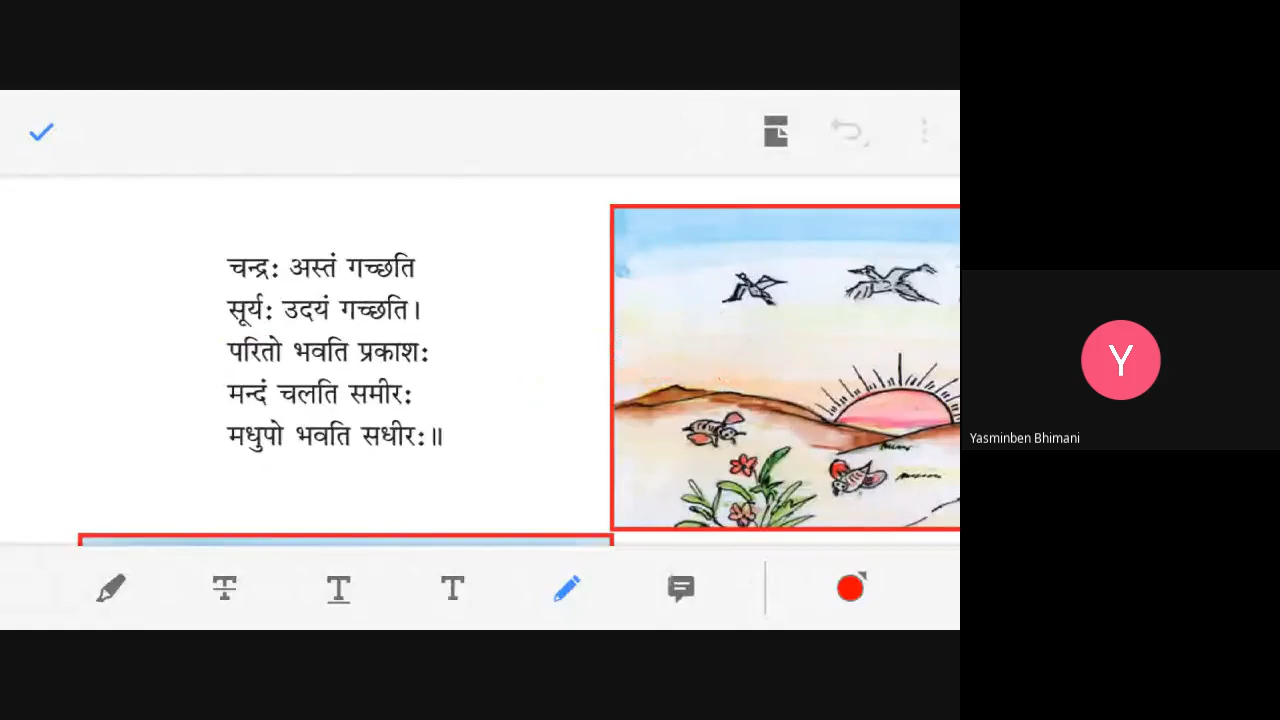 चन्द्र: अस्तं गच्छति
सूर्य: उदयं गच्छति।
परितो भवति प्रकाश:
मन्दं चलति समीर:
मधुपो भवति सधीर:॥
Y
Yasminben Bhimani